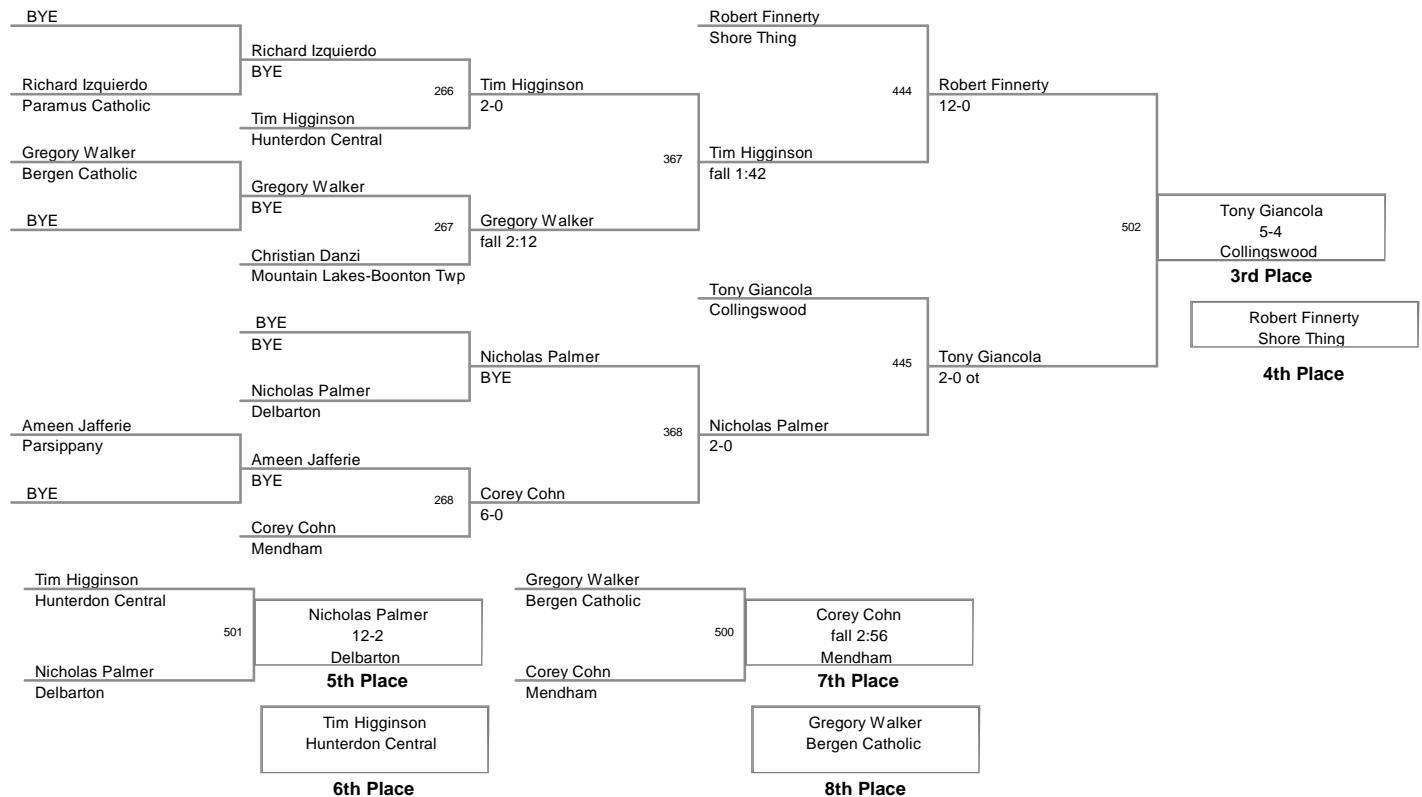 BYE
Richard Izquierdo
BYE
Richard Izquierdo
Paramus Catholic
266
Tim Higginson
2-0
Tim Higginson
Hunterdon Central
Gregory Walker
Bergen Catholic
Gregory Walker
BYE
BYE
267
Gregory Walker
fall 2:12
Christian Danzi
Mountain Lakes-Boonton Twp
367
Tim Higginson
fall 1:42
Robert Finnerty
Shore Thing
444
Robert Finnerty
12-0
BYE
BYE
Nicholas Palmer
BYE
Nicholas Palmer
Delbarton
Ameen Jafferie
Parsippany
Ameen Jafferie
BYE
BYE
268
Corey Cohn
6-0
Corey Cohn
Mendham
368
Nicholas Palmer
2-0
Tony Giancola
Collingswood
445
Tony Giancola
2-0 ot
502
Tony Giancola
5-4
Collingswood
3rd Place
Robert Finnerty
Shore Thing
4th Place
Tim Higginson
Hunterdon Central
501
Nicholas Palmer
Delbarton
Nicholas Palmer
12-2
Delbarton
5th Place
Tim Higginson
Hunterdon Central
6th Place
Gregory Walker
Bergen Catholic
500
Corey Cohn
Mendham
Corey Cohn
fall 2:56
Mendham
7th Place
Gregory Walker
Bergen Catholic
8th Place